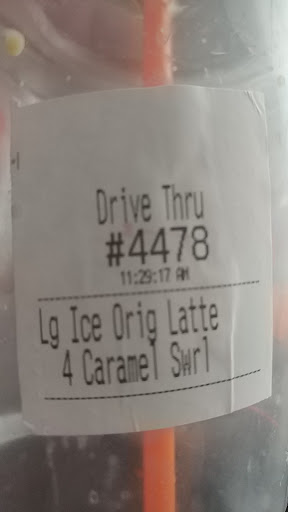 Drive Thru
#4478
11:29:17 AM
Lg Ice Orig Latte
4 Caramel Swrl